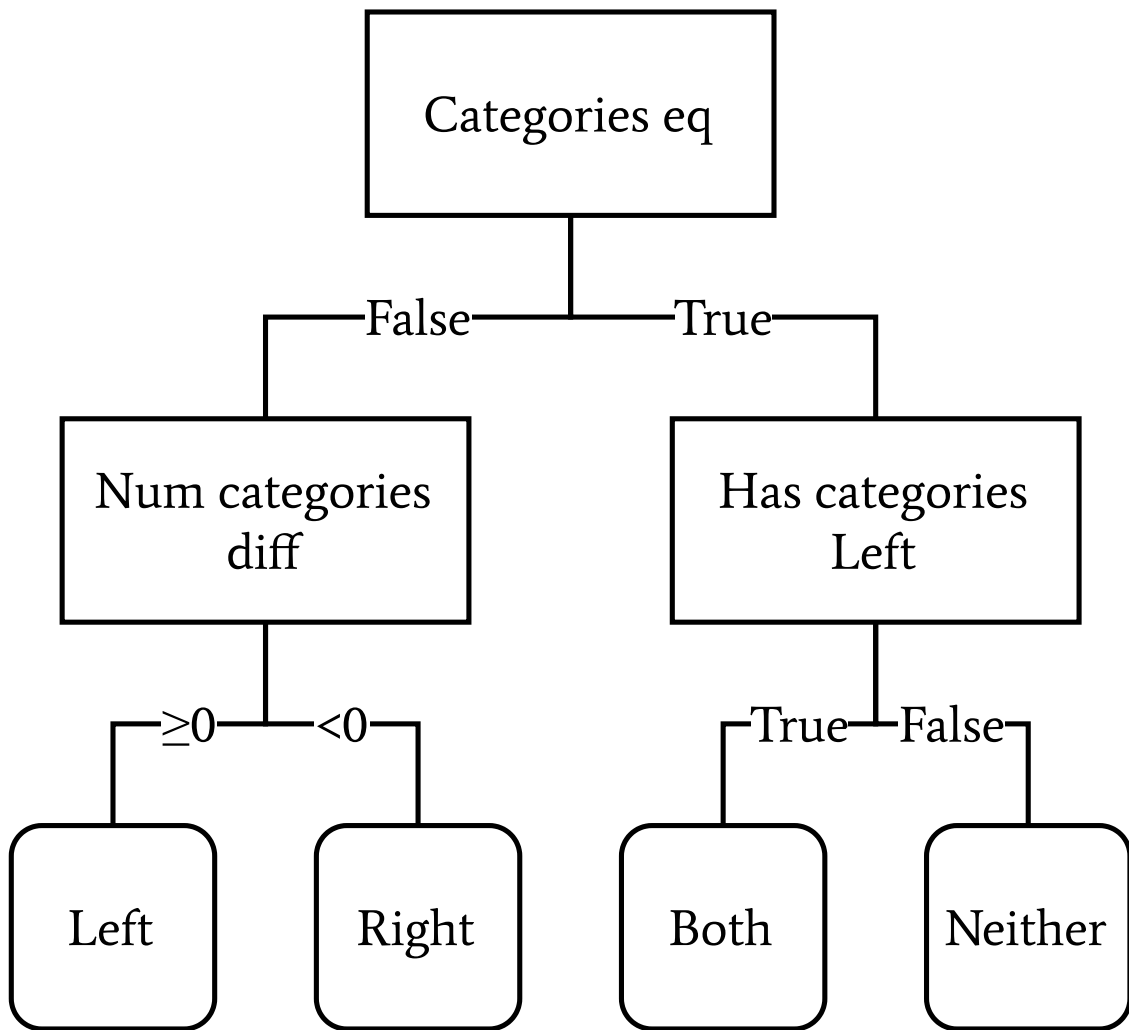 Categories eq
False
True
Num categories
diff
Has categories
Left
≥0
<0
True
False
Left
Right
Both
Neither